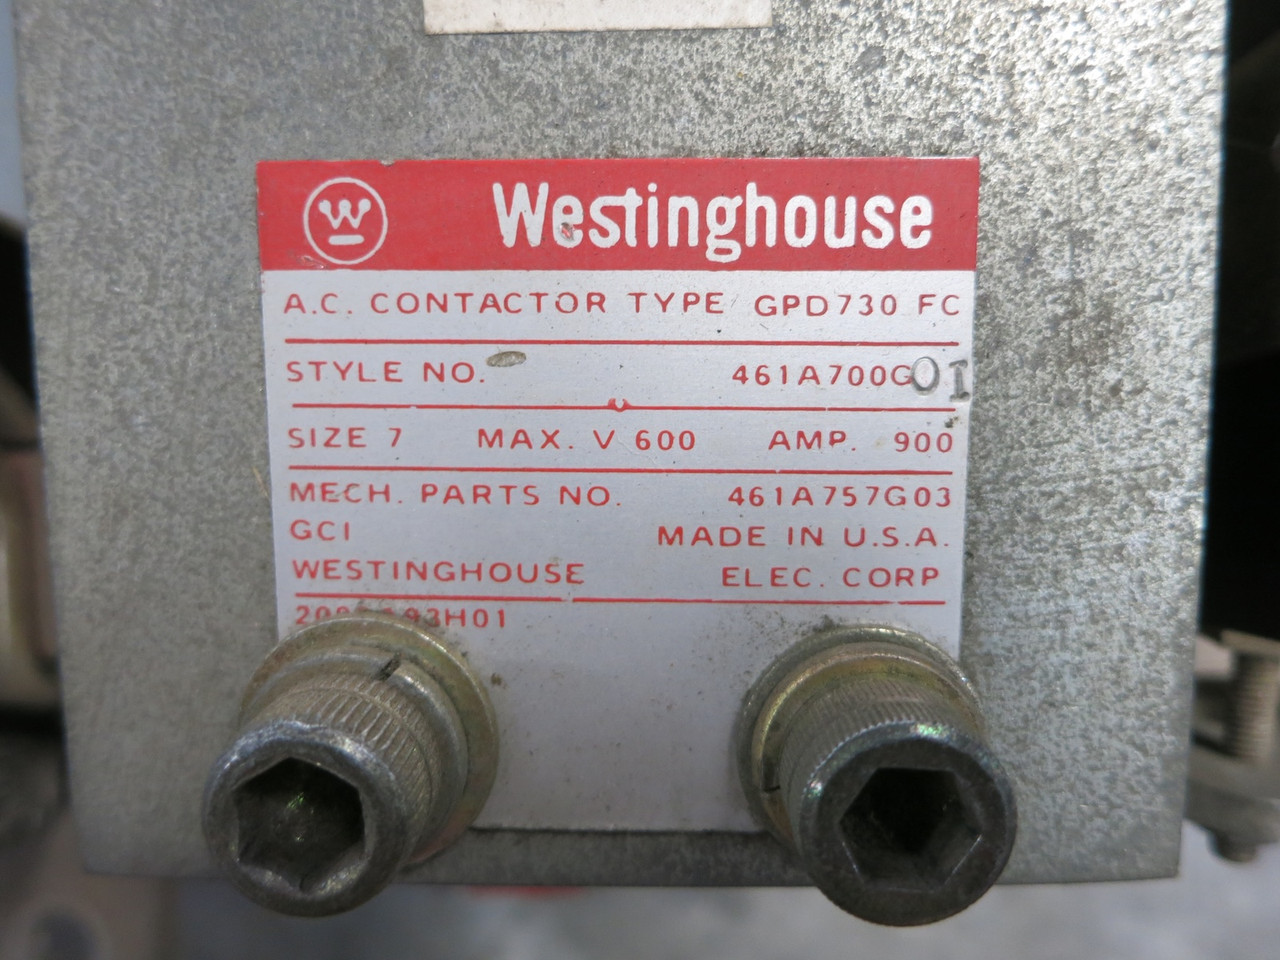 W
Westinghouse
A.C. CONTACTOR TYPE GPD730 FC
STYLE NO. 461A700G01
SIZE 7 MAX. V 600 AMP. 900
MECH. PARTS NO. 461A757G03
GCI MADE IN U.S.A.
WESTINGHOUSE ELEC. CORP